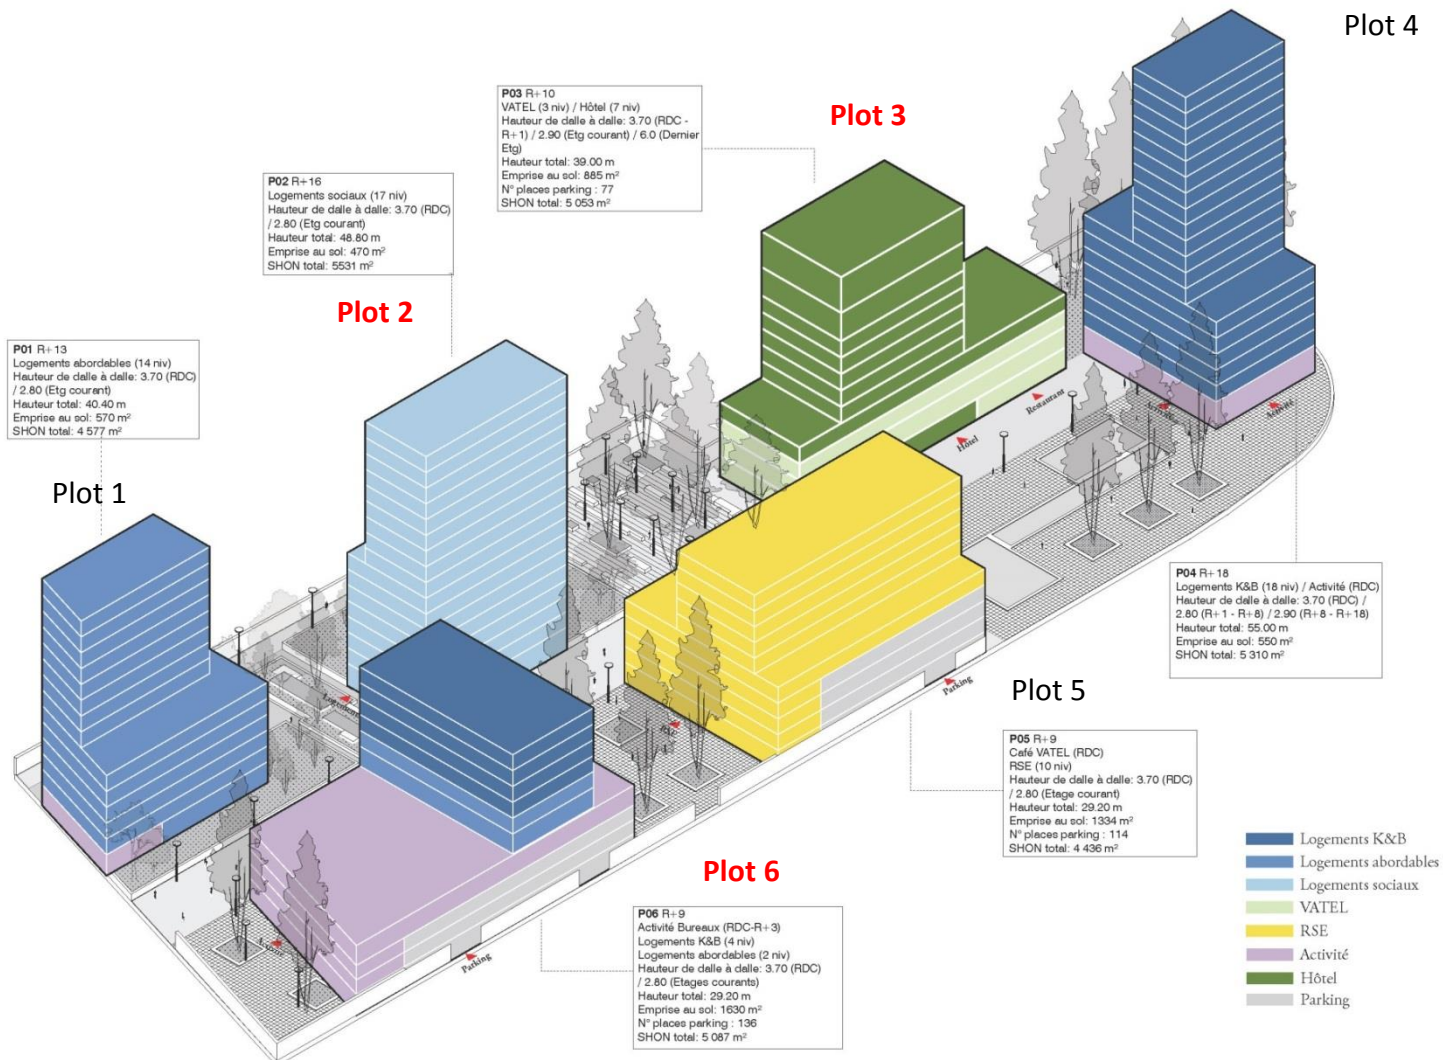 Plot 4
P03 R+10
VATEL (3 niv) / Hôtel (7 niv)
Hauteur de dalle à dalle: 3.70 (RDC -
R+1) / 2.90 (Etg courant) / 6.0 (Dernier
Etg)
Hauteur total: 39.00 m
Emprise au sol: 885 m²
N° places parking : 77
SHON total: 5 053 m²
Plot 3
P02 R+16
Logements sociaux (17 niv)
Hauteur de dalle à dalle: 3.70 (RDC)
/ 2.80 (Etg courant)
Hauteur total: 48.80 m
Emprise au sol: 470 m²
SHON total: 5531 m²
Plot 2
P01 R+13
Logements abordables (14 niv)
Hauteur de dalle à dalle: 3.70 (RDC)
/ 2.80 (Etg courant)
Hauteur total: 40.40 m
Emprise au sol: 570 m²
SHON total: 4 577 m²
Plot 1
Restaurant
Hôtel
Activité
P04 R+18
Logements K&B (18 niv) / Activité (RDC)
Hauteur de dalle à dalle: 3.70 (RDC) /
2.80 (R+1 - R+8) / 2.90 (R+8 - R+18)
Hauteur total: 55.00 m
Emprise au sol: 550 m²
SHON total: 5 310 m²
Logement
Parking
Plot 5
P05 R+9
Café VATEL (RDC)
RSE (10 niv)
Hauteur de dalle à dalle: 3.70 (RDC)
/ 2.80 (Etage courant)
Hauteur total: 29.20 m
Emprise au sol: 1334 m²
N° places parking : 114
SHON total: 4 436 m²
Plot 6
P06 R+9
Activité Bureaux (RDC-R+3)
Logements K&B (4 niv)
Logements abordables (2 niv)
Hauteur de dalle à dalle: 3.70 (RDC)
/ 2.80 (Etages courants)
Hauteur total: 29.20 m
Emprise au sol: 1630 m²
N° places parking : 136
SHON total: 5 087 m²
Parking
Logements K&B
Logements abordables
Logements sociaux
VATEL
RSE
Activité
Hôtel
Parking